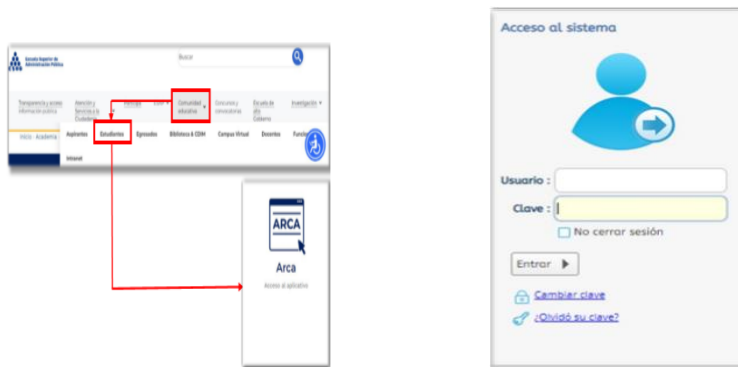 Escuela Superior de
Administración Pública
Buscar
Transparencia y acceso
información pública
Atención y
Servicios a la
Ciudadanía
Participa
Comunidad
educativa
Concursos y
convocatorias
Escuela de
alto
Gobierno
Investigación
Inicio - Academia
Aspirantes
Estudiantes
Egresados
Biblioteca & CDIM
Campus Virtual
Docentes
Intranet
ARCA
Arca
Acceso al aplicativo
Acceso al sistema
Usuario :
Clave :
No cerrar sesión
Entrar
Cambiar clave
¿Olvidó su clave?